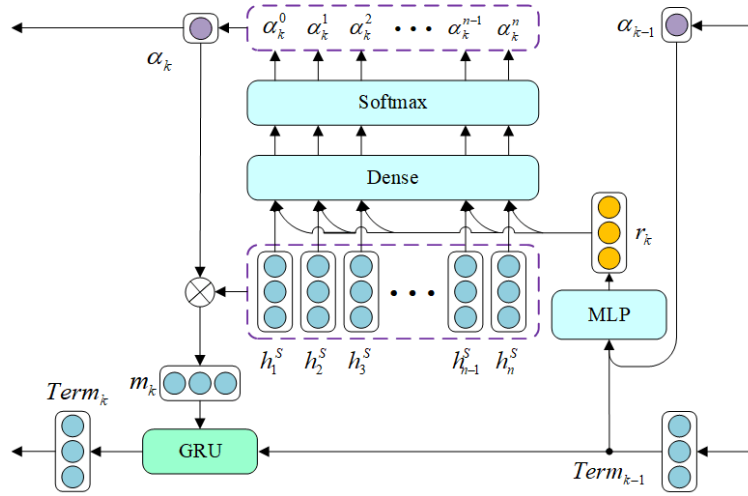 α_k^0 α_k^1 α_k^2 ••• α_k^{n-1} α_k^n
α_k
α_{k-1}
Softmax
Dense
r_k
•••
MLP
h_1^S h_2^S h_3^S h_{n-1}^S h_n^S
m_k
Term_k
GRU
Term_{k-1}